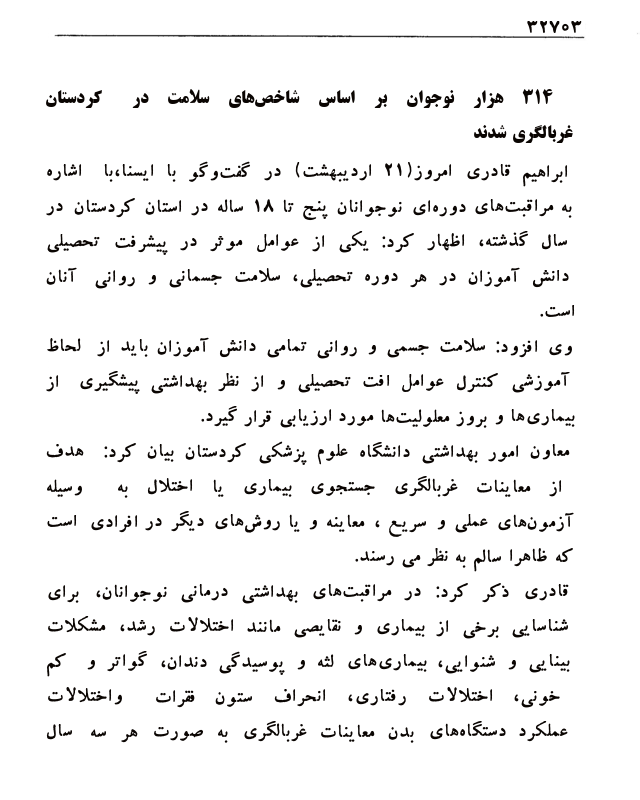 ۳۲۷۰۳
۳۱۴ هزار نوجوان بر اساس شاخص‌های سلامت در کردستان
غربالگری شدند
ابراهیم قادری امروز(۲۱ اردیبهشت) در گفت‌وگو با ایسنا،با اشاره
به مراقبت‌های دوره‌ای نوجوانان پنج تا ۱۸ ساله در استان کردستان در
سال گذشته، اظهار کرد: یکی از عوامل موثر در پیشرفت تحصیلی
دانش آموزان در هر دوره تحصیلی، سلامت جسمانی و روانی آنان
است.
وی افزود: سلامت جسمی و روانی تمامی دانش آموزان باید از لحاظ
آموزشی کنترل عوامل افت تحصیلی و از نظر بهداشتی پیشگیری از
بیماری‌ها و بروز معلولیت‌ها مورد ارزیابی قرار گیرد.
معاون امور بهداشتی دانشگاه علوم پزشکی کردستان بیان کرد: هدف
از معاینات غربالگری جستجوی بیماری یا اختلال به وسیله
آزمون‌های عملی و سریع ، معاینه و یا روش‌های دیگر در افرادی است
که ظاهرا سالم به نظر می رسند.
قادری ذکر کرد: در مراقبت‌های بهداشتی درمانی نوجوانان، برای
شناسایی برخی از بیماری و نقایصی مانند اختلالات رشد، مشکلات
بینایی و شنوایی، بیماری‌های لثه و پوسیدگی دندان، گواتر و کم
خونی، اختلالات رفتاری، انحراف ستون فقرات واختلالات
عملکرد دستگاه‌های بدن معاینات غربالگری به صورت هر سه سال